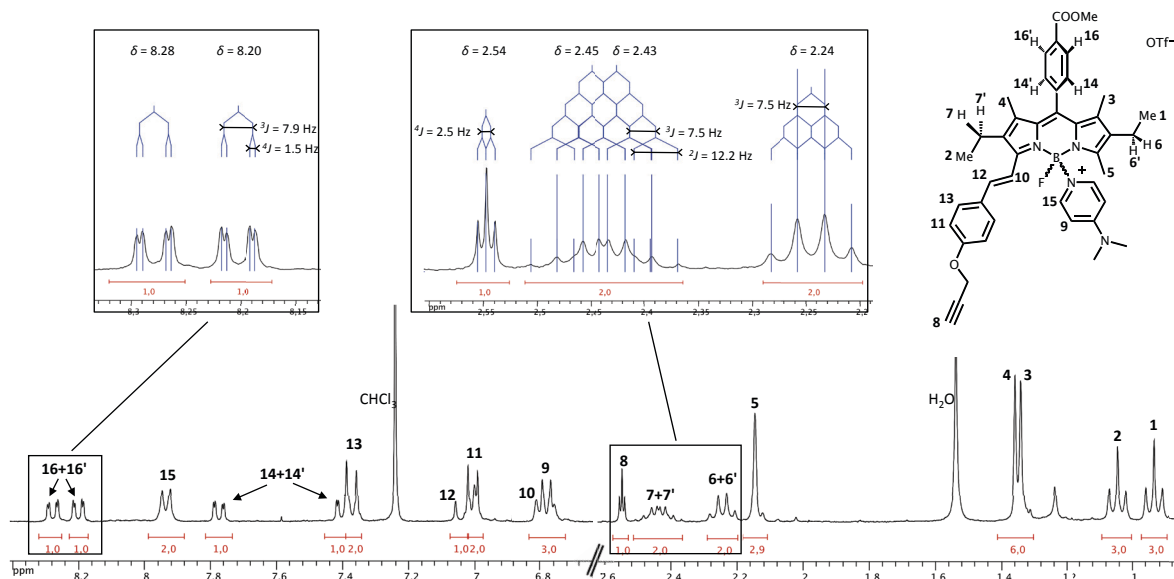 δ = 8.28 δ = 8.20
³J = 7.9 Hz
⁴J = 1.5 Hz
1,0 1,0
8,3 8,25 8,2 8,15
δ = 2.54 δ = 2.45 δ = 2.43 δ = 2.24
³J = 7.5 Hz
⁴J = 2.5 Hz
³J = 7.5 Hz
²J = 12.2 Hz
1,0 2,0 2,0
ppm 2,55 2,5 2,45 2,4 2,35 2,3 2,25 2,2
COOMe
OTf⁻
16' H H 16
14' H H 14
7 7' 4 3 1
H H Me
2 Me H 6
H 6'
N B N 5
12 10 F N +
13 15
11 9
N
O
8
CHCl₃
H₂O
16+16' 15 14+14' 13 12 11 10 9 8 7+7' 6+6' 5 4 3 2 1
1,0 1,0 2,0 1,0 1,0 2,0 1,0 2,0 3,0 1,0 2,0 2,0 2,9 6,0 3,0 3,0
ppm 8.2 8 7.8 7.6 7.4 7.2 7 6.8 2.6 2.4 2.2 2 1.8 1.6 1.4 1.2 1